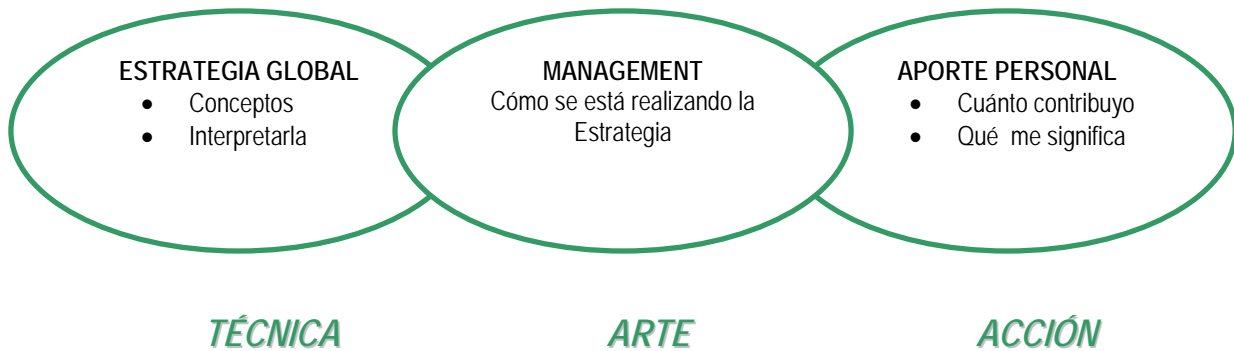 ESTRATEGIA GLOBAL
• Conceptos
• Interpretarla
MANAGEMENT
Cómo se está realizando la
Estrategia
APORTE PERSONAL
• Cuánto contribuyo
• Qué me significa
TÉCNICA
ARTE
ACCIÓN